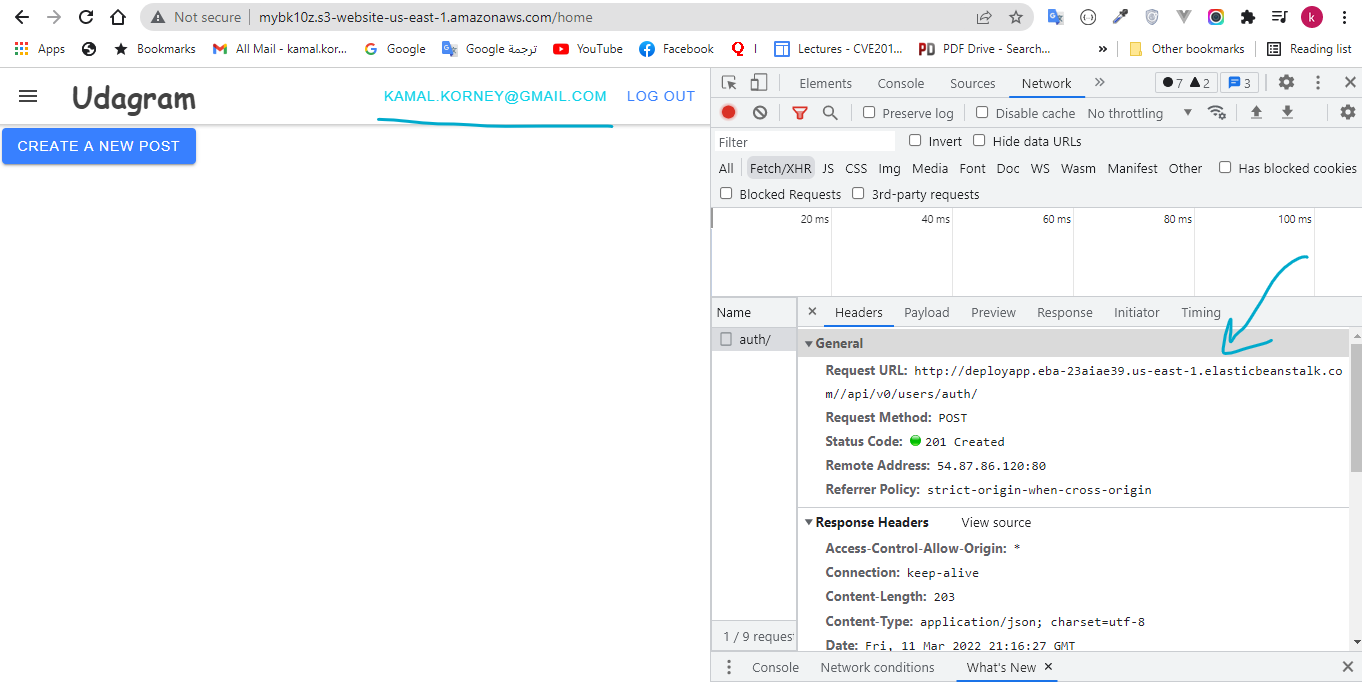 Not secure | mybk10z.s3-website-us-east-1.amazonaws.com/home
k
Apps Bookmarks All Mail - kamal.kor... Google ترجمة Google YouTube Facebook I Lectures - CVE201... PDF Drive - Search... » Other bookmarks Reading list
Udagram KAMAL.KORNEY@GMAIL.COM LOG OUT
CREATE A NEW POST
Elements Console Sources Network » 7 2 3
Preserve log Disable cache No throttling
Filter Invert Hide data URLs
All Fetch/XHR JS CSS Img Media Font Doc WS Wasm Manifest Other Has blocked cookies
Blocked Requests 3rd-party requests
20 ms 40 ms 60 ms 80 ms 100 ms
Name × Headers Payload Preview Response Initiator Timing
auth/
General
Request URL: http://deployapp.eba-23aiae39.us-east-1.elasticbeanstalk.co
m//api/v0/users/auth/
Request Method: POST
Status Code: 201 Created
Remote Address: 54.87.86.120:80
Referrer Policy: strict-origin-when-cross-origin
Response Headers View source
Access-Control-Allow-Origin: *
Connection: keep-alive
Content-Length: 203
Content-Type: application/json; charset=utf-8
Date: Fri, 11 Mar 2022 21:16:27 GMT
1 / 9 reques
Console Network conditions What's New ×